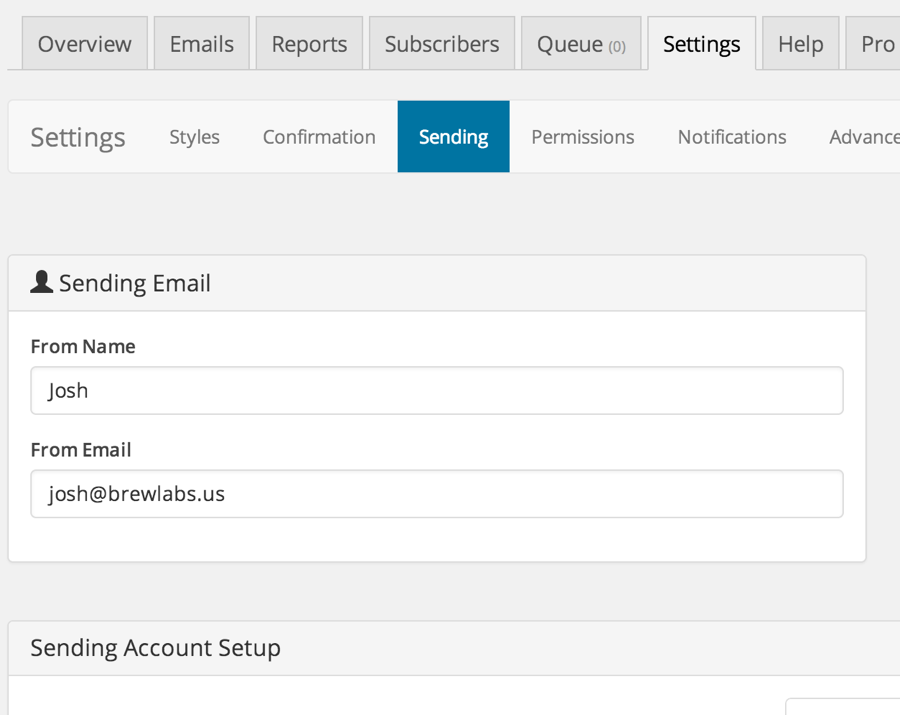 Overview Emails Reports Subscribers Queue (0) Settings Help Pro
Settings Styles Confirmation Sending Permissions Notifications Advance
Sending Email
From Name
Josh
From Email
josh@brewlabs.us
Sending Account Setup